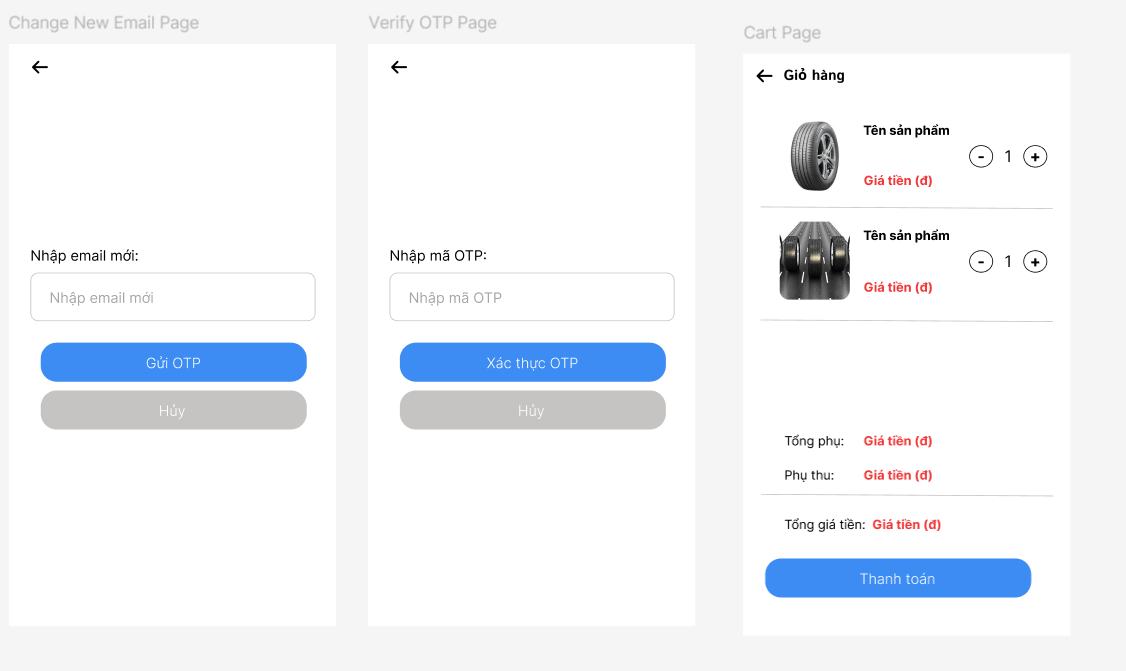 Change New Email Page
Nhập email mới:
Nhập email mới
Gửi OTP
Hủy
Verify OTP Page
Nhập mã OTP:
Nhập mã OTP
Xác thực OTP
Hủy
Cart Page
Giỏ hàng
Tên sản phẩm
- 1 +
Giá tiền (đ)
Tên sản phẩm
- 1 +
Giá tiền (đ)
Tổng phụ: Giá tiền (đ)
Phụ thu: Giá tiền (đ)
Tổng giá tiền: Giá tiền (đ)
Thanh toán